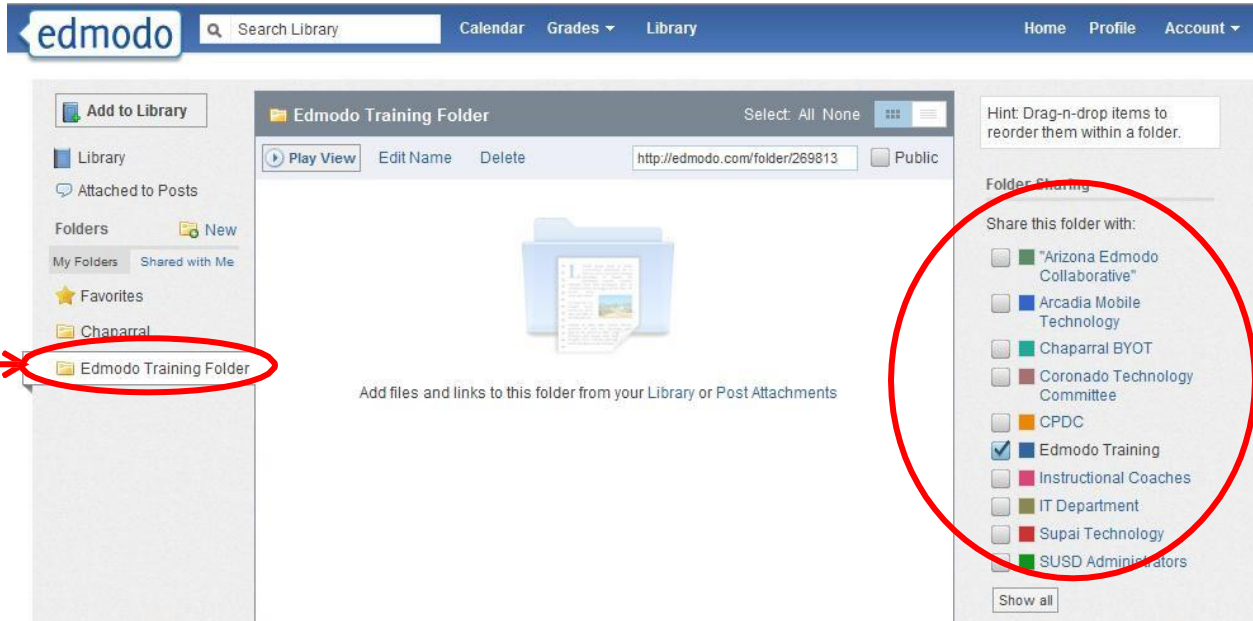 edmodo
Search Library
Calendar Grades Library
Home Profile Account
Add to Library
Library
Attached to Posts
Folders New
My Folders Shared with Me
Favorites
Chaparral
Edmodo Training Folder
Edmodo Training Folder
Select: All None
Play View Edit Name Delete
http://edmodo.com/folder/269813 Public
Add files and links to this folder from your Library or Post Attachments
Hint: Drag-n-drop items to
reorder them within a folder.
Folder Sharing
Share this folder with:
"Arizona Edmodo
Collaborative"
Arcadia Mobile
Technology
Chaparral BYOT
Coronado Technology
Committee
CPDC
Edmodo Training
Instructional Coaches
IT Department
Supai Technology
SUSD Administrators
Show all